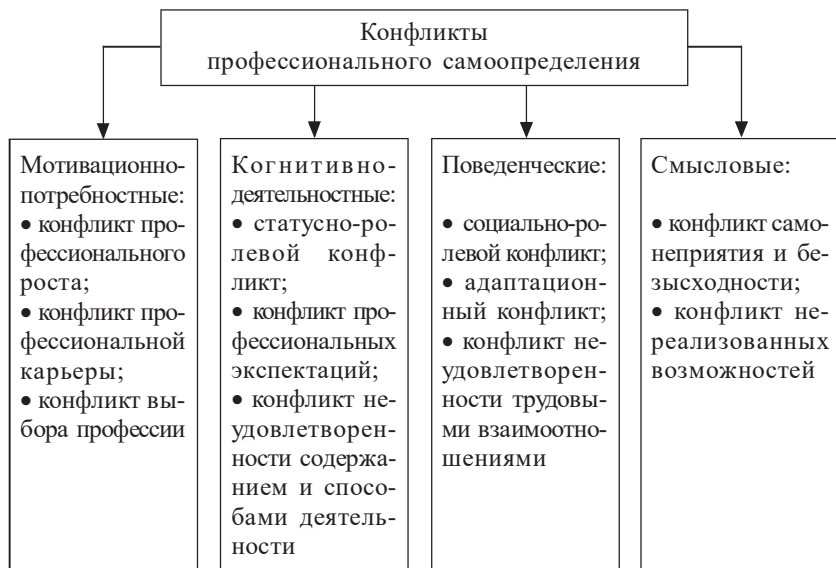 Конфликты
профессионального самоопределения
Мотивационно-
потребностные:
• конфликт про-
фессионального
роста;
• конфликт про-
фессиональной
карьеры;
• конфликт вы-
бора профессии
Когнитивно-
деятельностные:
• статусно-ро-
левой конф-
ликт;
• конфликт про-
фессиональных
экспектаций;
• конфликт не-
удовлетворен-
ности содержа-
нием и спосо-
бами деятель-
ности
Поведенческие:
• социально-ро-
левой конфликт;
• адаптацион-
ный конфликт;
• конфликт не-
удовлетворен-
ности трудовы-
ми взаимоотно-
шениями
Смысловые:
• конфликт само-
неприятия и бе-
зысходности;
• конфликт не-
реализованных
возможностей